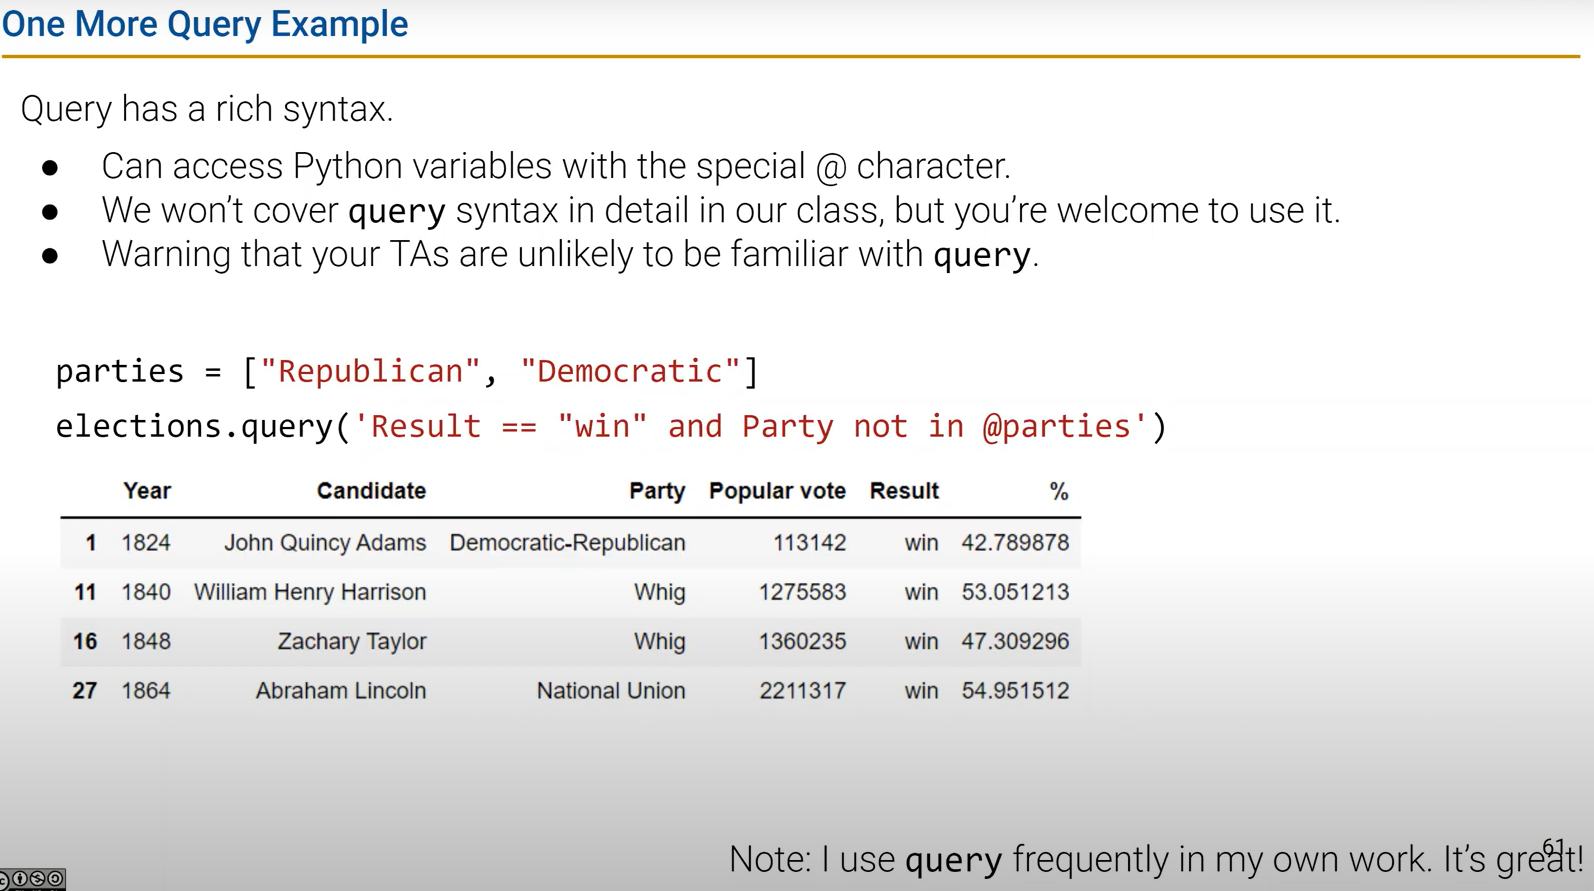 One More Query Example
Query has a rich syntax.
● Can access Python variables with the special @ character.
● We won’t cover query syntax in detail in our class, but you’re welcome to use it.
● Warning that your TAs are unlikely to be familiar with query.
parties = ["Republican", "Democratic"]
elections.query('Result == "win" and Party not in @parties')
Year Candidate Party Popular vote Result %
1 1824 John Quincy Adams Democratic-Republican 113142 win 42.789878
11 1840 William Henry Harrison Whig 1275583 win 53.051213
16 1848 Zachary Taylor Whig 1360235 win 47.309296
27 1864 Abraham Lincoln National Union 2211317 win 54.951512
61
Note: I use query frequently in my own work. It’s great!